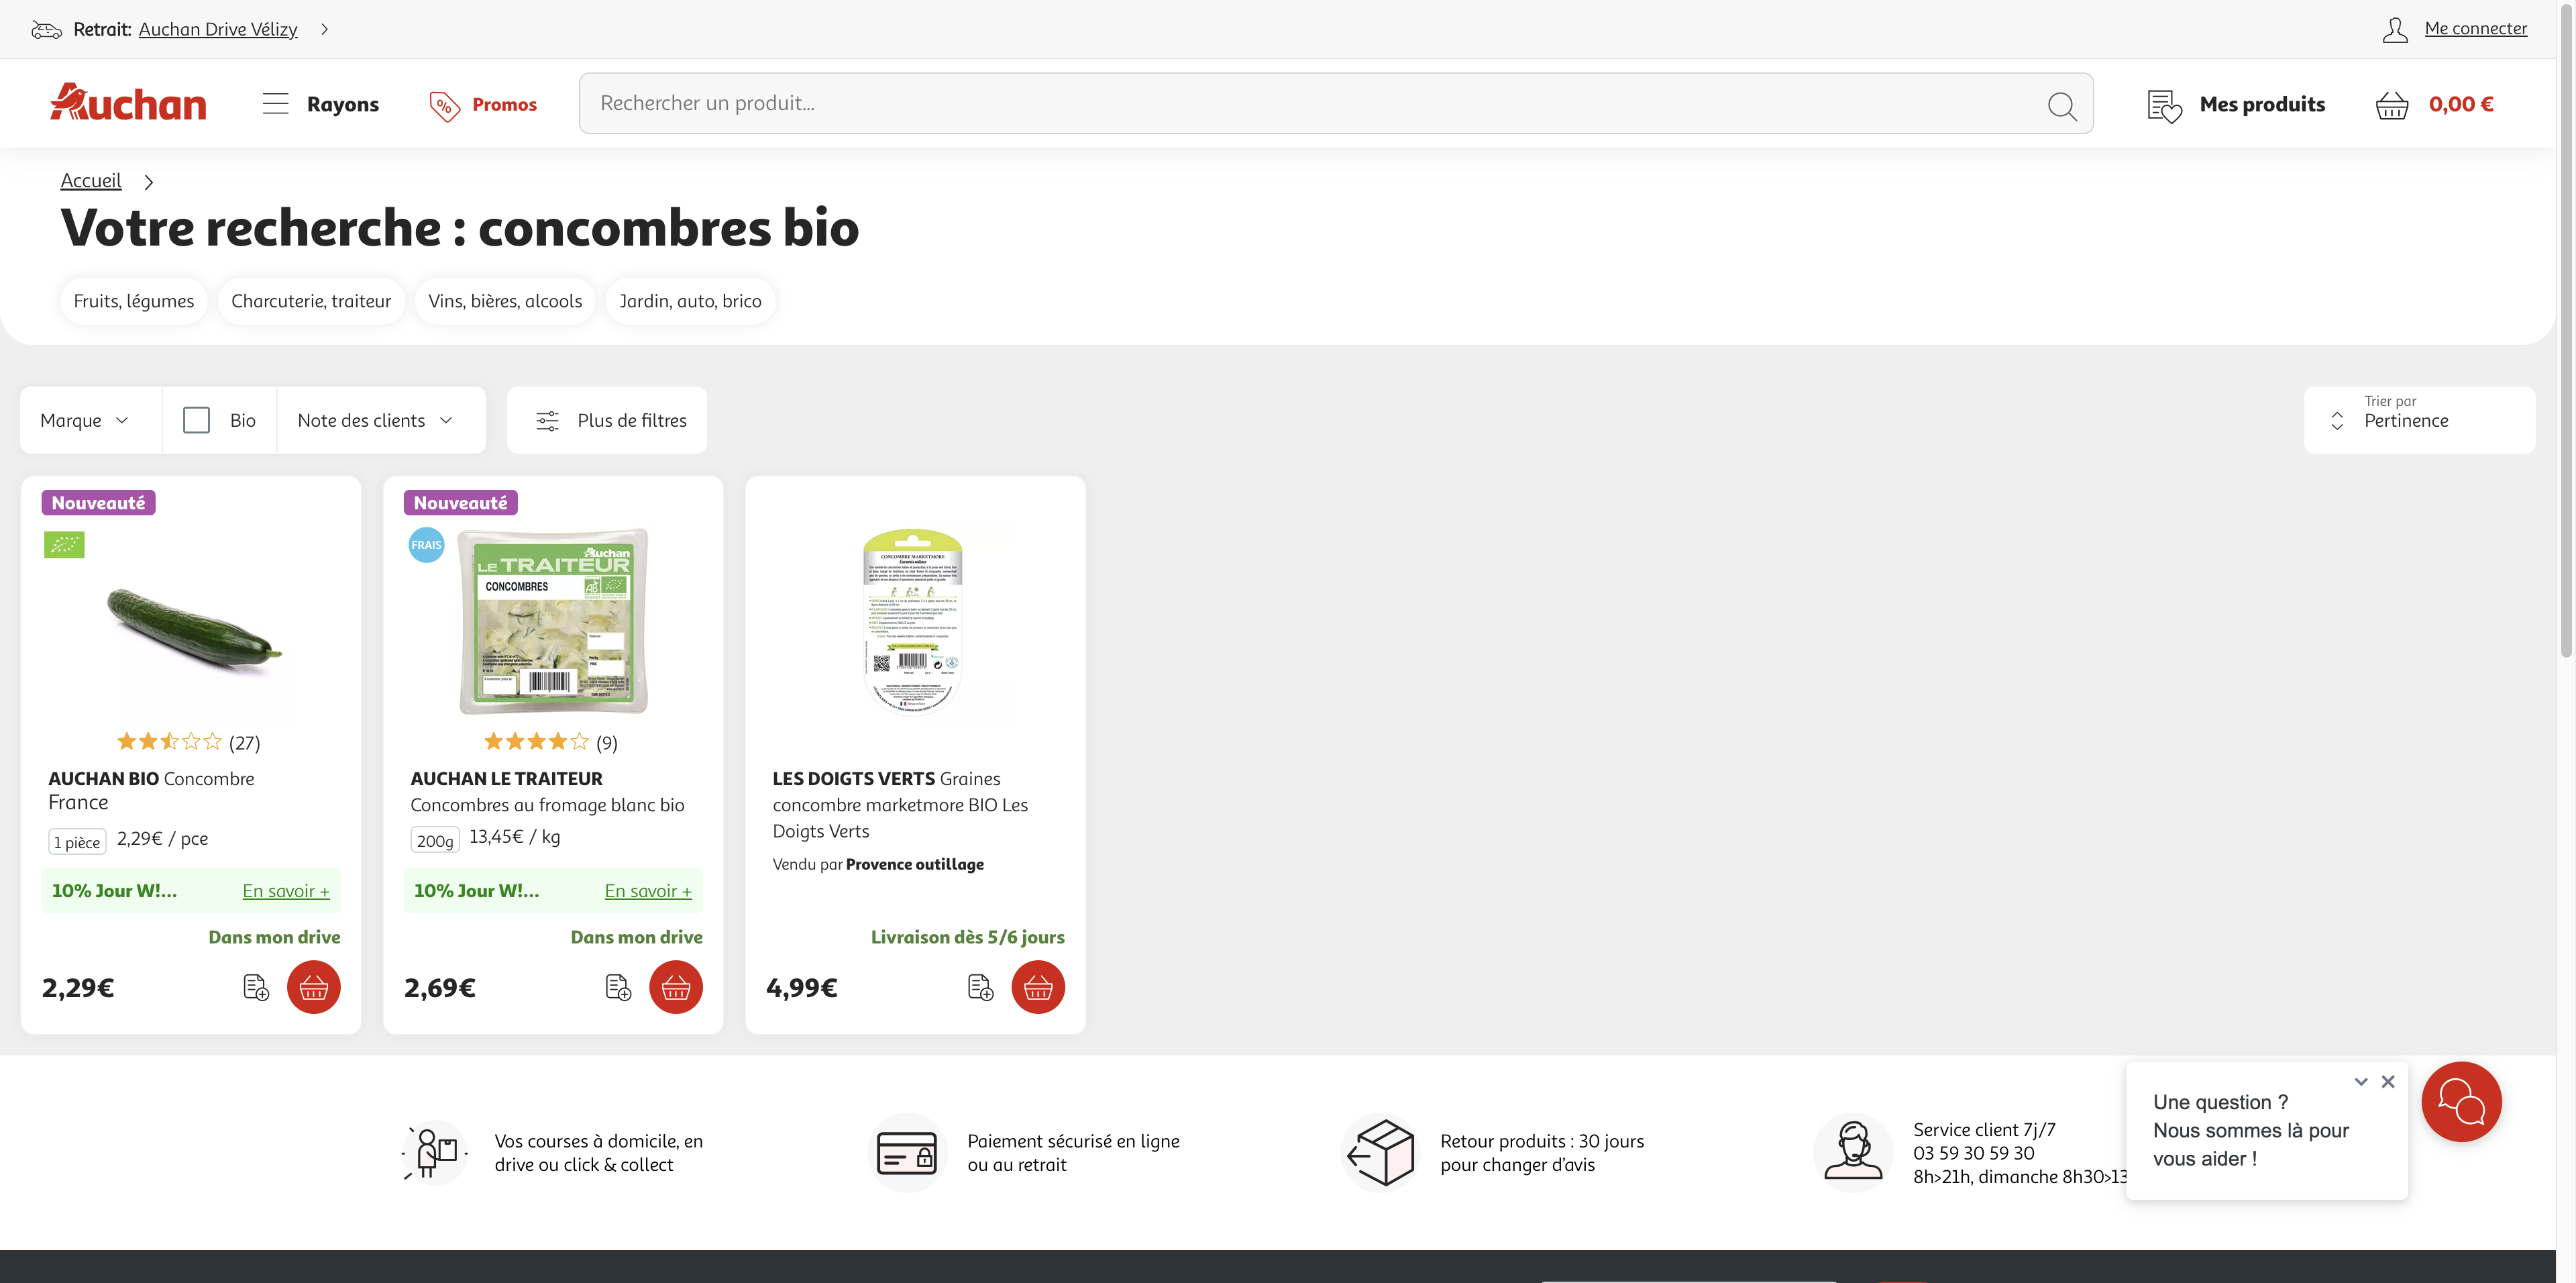 Retrait: Auchan Drive Vélizy
Me connecter
Auchan
Rayons
Promos
Rechercher un produit...
Mes produits
0,00 €
Accueil
Votre recherche : concombres bio
Fruits, légumes
Charcuterie, traiteur
Vins, bières, alcools
Jardin, auto, brico
Marque
Bio
Note des clients
Plus de filtres
Trier par
Pertinence
Nouveauté
(27)
AUCHAN BIO Concombre
France
1 pièce 2,29€ / pce
10% Jour W!... En savoir +
Dans mon drive
2,29€
Nouveauté
FRAIS
Auchan
LE TRAITEUR
CONCOMBRES
AB
(9)
AUCHAN LE TRAITEUR
Concombres au fromage blanc bio
200g 13,45€ / kg
10% Jour W!... En savoir +
Dans mon drive
2,69€
CONCOMBRE MARKETMORE
LES DOIGTS VERTS Graines
concombre marketmore BIO Les
Doigts Verts
Vendu par Provence outillage
Livraison dès 5/6 jours
4,99€
Vos courses à domicile, en
drive ou click & collect
Paiement sécurisé en ligne
ou au retrait
Retour produits : 30 jours
pour changer d'avis
Service client 7j/7
03 59 30 59 30
8h>21h, dimanche 8h30>13
Une question ?
Nous sommes là pour
vous aider !